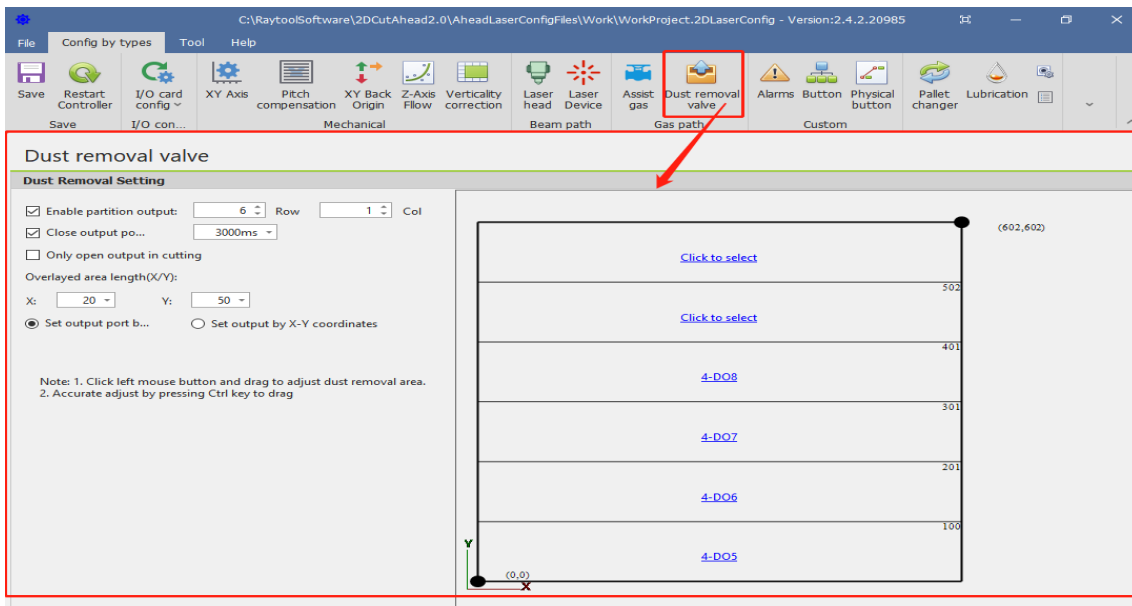 C:\RaytoolSoftware\2DCutAhead2.0\AheadLaserConfigFiles\Work\WorkProject.2DLaserConfig - Version:2.4.2.20985
File Config by types Tool Help
Save Restart Controller I/O card config XY Axis Pitch compensation XY Back Origin Z-Axis Fllow Verticality correction Laser head Laser Device Assist gas Dust removal valve Alarms Button Physical button Pallet changer Lubrication
Save I/O con... Mechanical Beam path Gas path Custom
Dust removal valve
Dust Removal Setting
Enable partition output: 6 Row 1 Col
Close output po... 3000ms
Only open output in cutting
Overlayed area length(X/Y):
X: 20 Y: 50
Set output port b... Set output by X-Y coordinates
Note: 1. Click left mouse button and drag to adjust dust removal area.
2. Accurate adjust by pressing Ctrl key to drag
(602,602)
Click to select
502
Click to select
401
4-DO8
301
4-DO7
201
4-DO6
100
4-DO5
Y
(0,0)
X